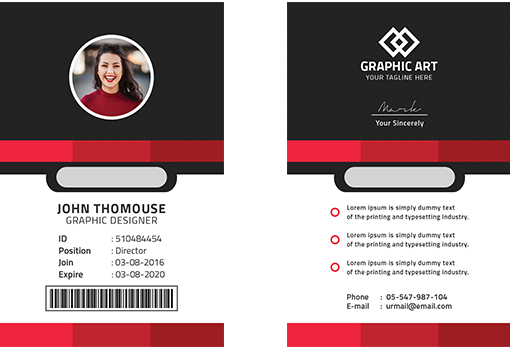 JOHN THOMOUSE
GRAPHIC DESIGNER
ID : 510484454
Position : Director
Join : 03-08-2016
Expire : 03-08-2020
GRAPHIC ART
YOUR TAGLINE HERE
Mark
Your Sincerely
Lorem ipsum is simply dummy text
of the printing and typesetting industry.
Lorem ipsum is simply dummy text
of the printing and typesetting industry.
Lorem ipsum is simply dummy text
of the printing and typesetting industry.
Phone : 05-547-987-104
E-mail : urmail@email.com